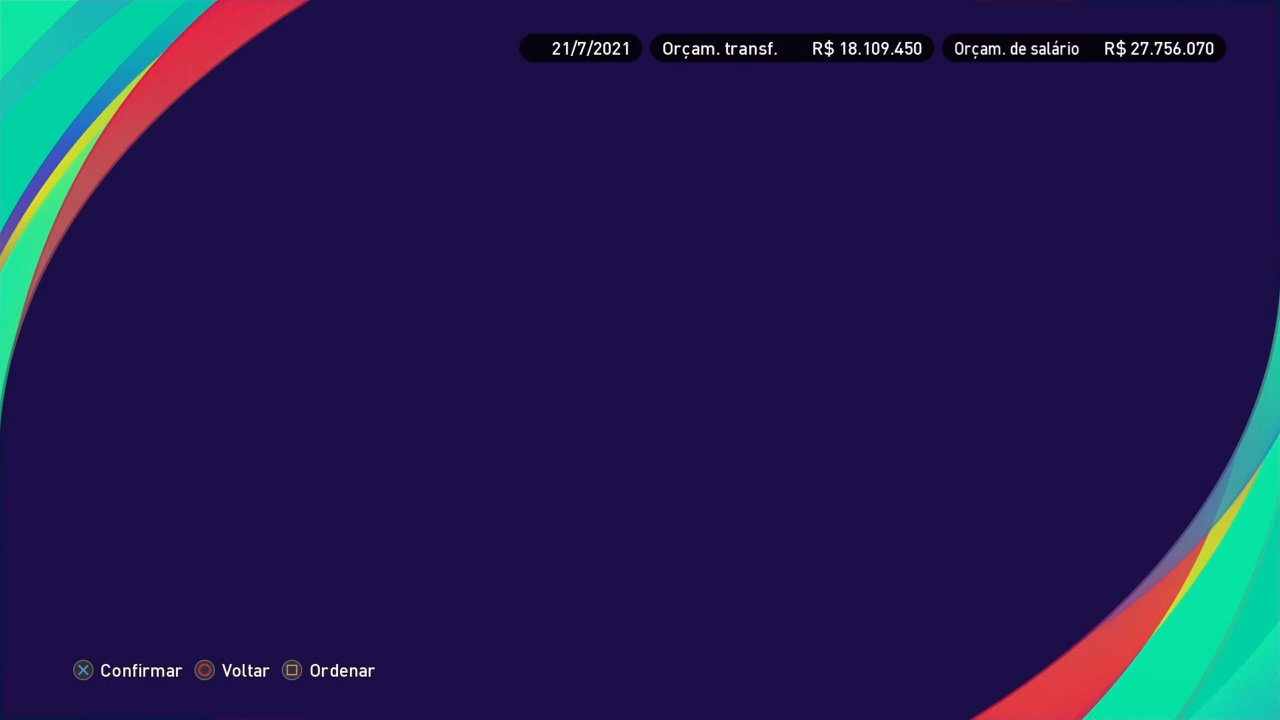 21/7/2021 Orçam. transf. R$ 18.109.450 Orçam. de salário R$ 27.756.070
Confirmar Voltar Ordenar